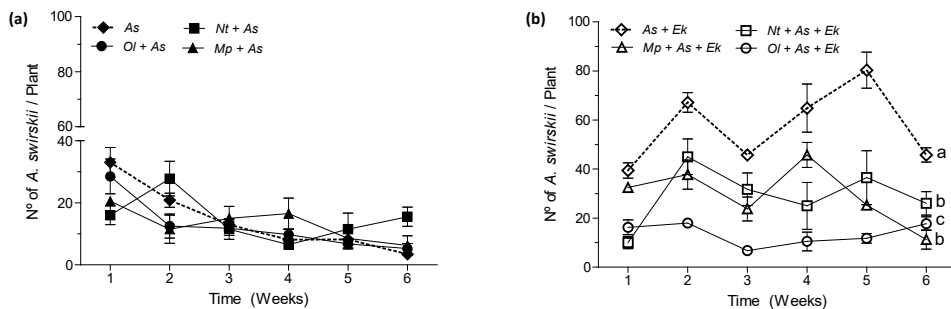 (a)
As
Nt + As
Ol + As
Mp + As
Nº of A. swirskii / Plant
100
80
60
40
20
10
0
1 2 3 4 5 6
Time (Weeks)
(b)
As + Ek
Nt + As + Ek
Mp + As + Ek
Ol + As + Ek
Nº of A. swirskii / Plant
100
80
60
40
20
0
a
b
c
b
1 2 3 4 5 6
Time (Weeks)